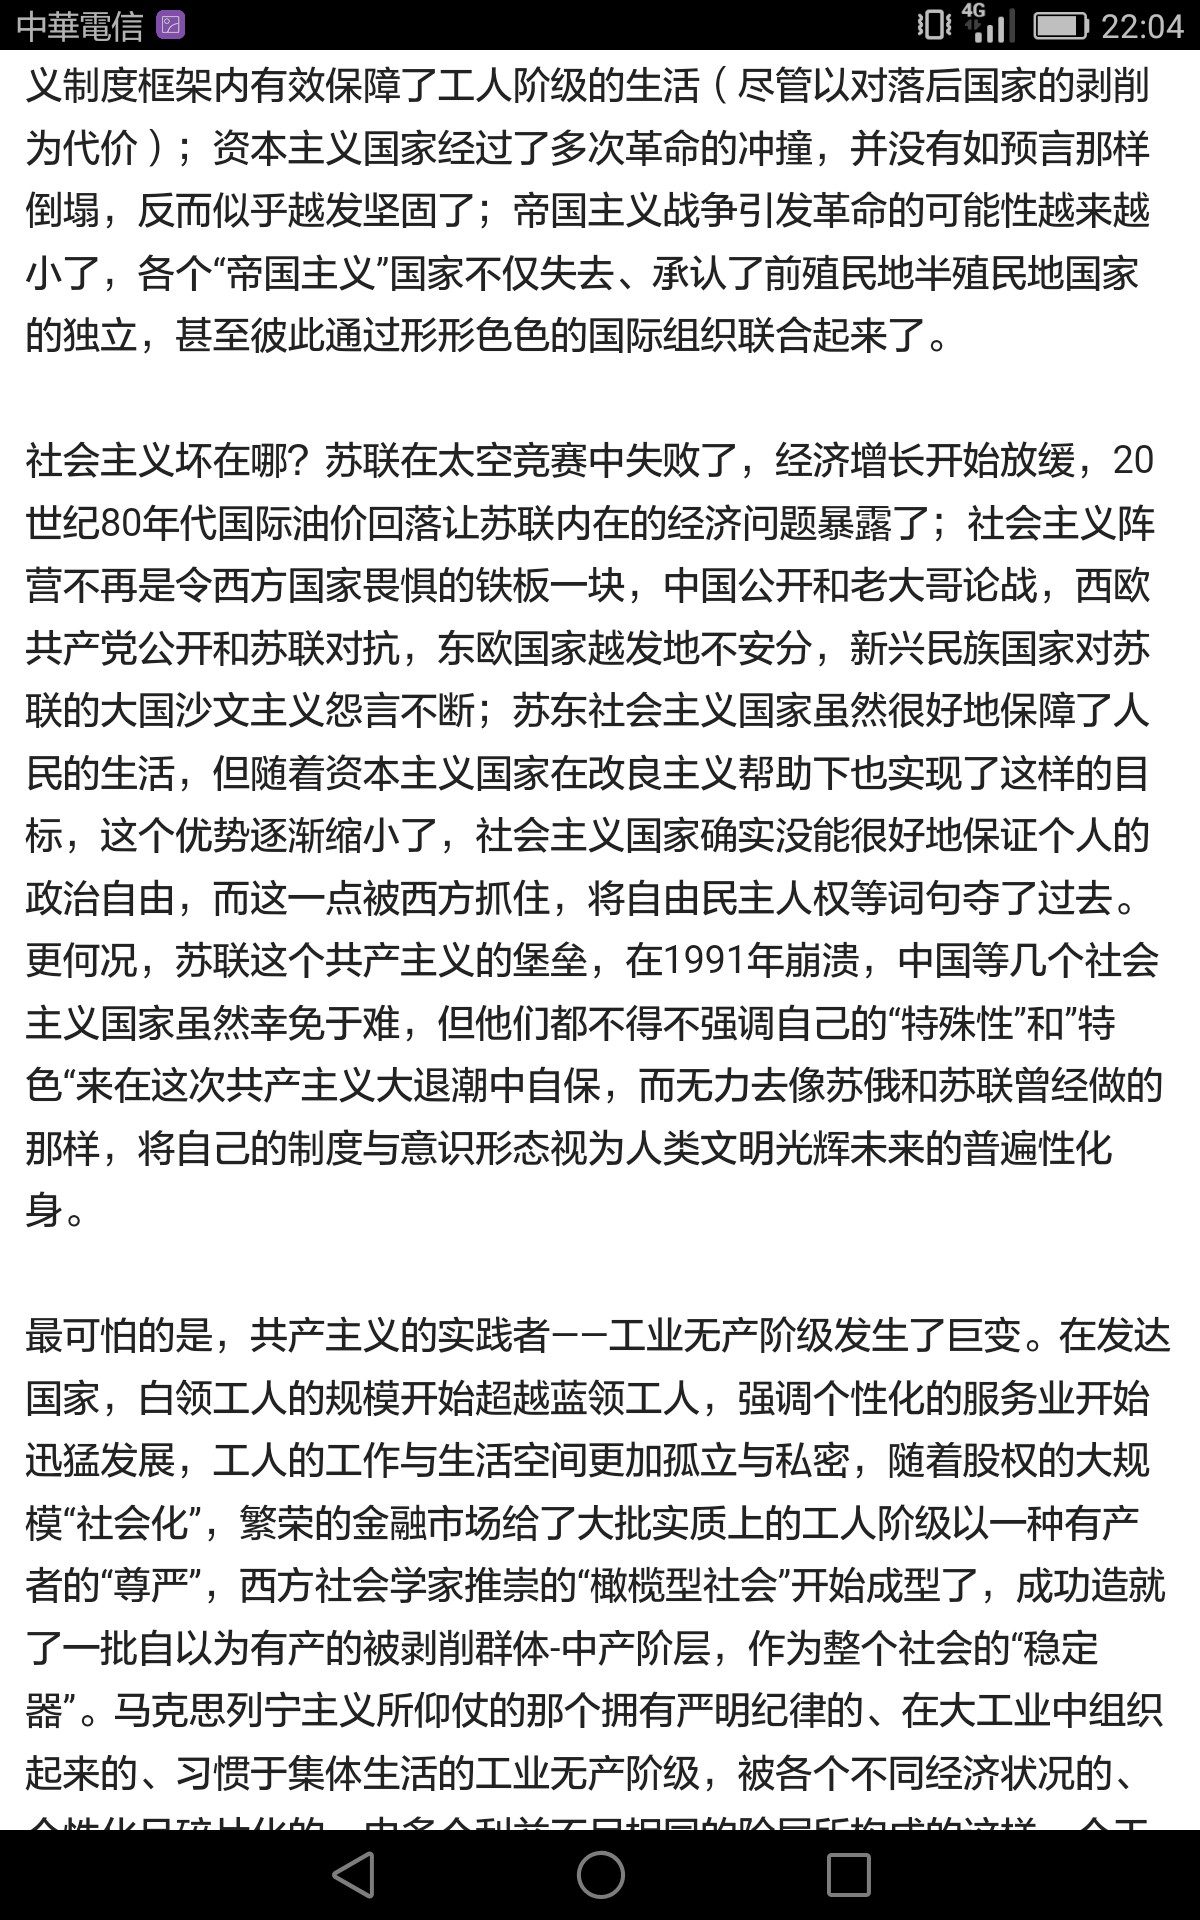 中華電信 4G 22:04
义制度框架内有效保障了工人阶级的生活（尽管以对落后国家的剥削
为代价）；资本主义国家经过了多次革命的冲撞，并没有如预言那样
倒塌，反而似乎越发坚固了；帝国主义战争引发革命的可能性越来越
小了，各个“帝国主义”国家不仅失去、承认了前殖民地半殖民地国家
的独立，甚至彼此通过形形色色的国际组织联合起来了。
社会主义坏在哪？苏联在太空竞赛中失败了，经济增长开始放缓，20
世纪80年代国际油价回落让苏联内在的经济问题暴露了；社会主义阵
营不再是令西方国家畏惧的铁板一块，中国公开和老大哥论战，西欧
共产党公开和苏联对抗，东欧国家越发地不安分，新兴民族国家对苏
联的大国沙文主义怨言不断；苏东社会主义国家虽然很好地保障了人
民的生活，但随着资本主义国家在改良主义帮助下也实现了这样的目
标，这个优势逐渐缩小了，社会主义国家确实没能很好地保证个人的
政治自由，而这一点被西方抓住，将自由民主人权等词句夺了过去。
更何况，苏联这个共产主义的堡垒，在1991年崩溃，中国等几个社会
主义国家虽然幸免于难，但他们都不得不强调自己的“特殊性”和”特
色“来在这次共产主义大退潮中自保，而无力去像苏俄和苏联曾经做的
那样，将自己的制度与意识形态视为人类文明光辉未来的普遍性化
身。
最可怕的是，共产主义的实践者——工业无产阶级发生了巨变。在发达
国家，白领工人的规模开始超越蓝领工人，强调个性化的服务业开始
迅猛发展，工人的工作与生活空间更加孤立与私密，随着股权的大规
模“社会化”，繁荣的金融市场给了大批实质上的工人阶级以一种有产
者的“尊严”，西方社会学家推崇的“橄榄型社会”开始成型了，成功造就
了一批自以为有产的被剥削群体-中产阶层，作为整个社会的“稳定
器”。马克思列宁主义所仰仗的那个拥有严明纪律的、在大工业中组织
起来的、习惯于集体生活的工业无产阶级，被各个不同经济状况的、